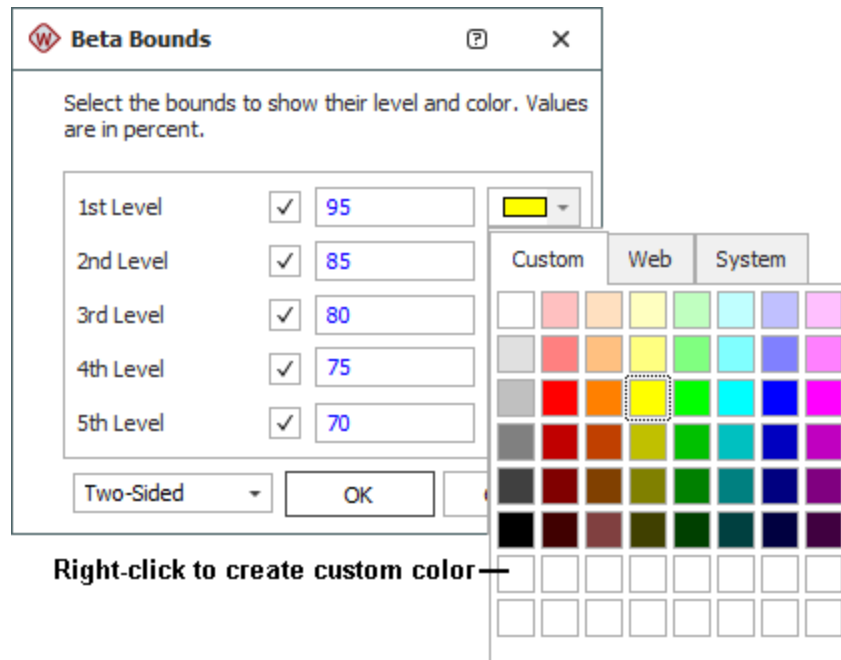 Beta Bounds
Select the bounds to show their level and color. Values
are in percent.
1st Level 95
2nd Level 85
3rd Level 80
4th Level 75
5th Level 70
Custom Web System
Two-Sided OK
Right-click to create custom color